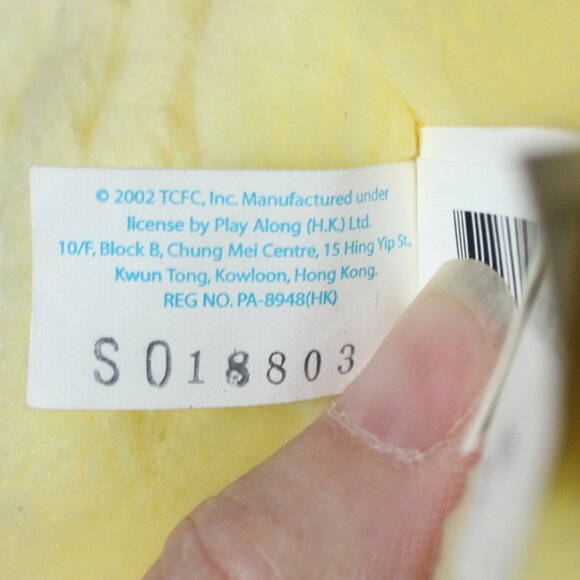 © 2002 TCFC, Inc. Manufactured under
license by Play Along (H.K.) Ltd.
10/F, Block B, Chung Mei Centre, 15 Hing Yip St.,
Kwun Tong, Kowloon, Hong Kong.
REG NO. PA-8948(HK)
S018803